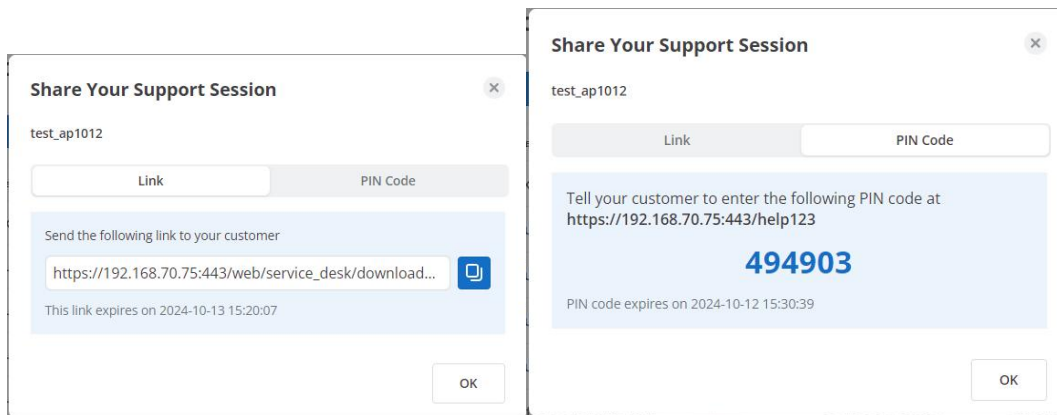 Share Your Support Session
test_ap1012
Link
PIN Code
Send the following link to your customer
https://192.168.70.75:443/web/service_desk/download...
This link expires on 2024-10-13 15:20:07
OK
Share Your Support Session
test_ap1012
Link
PIN Code
Tell your customer to enter the following PIN code at
https://192.168.70.75:443/help123
494903
PIN code expires on 2024-10-12 15:30:39
OK